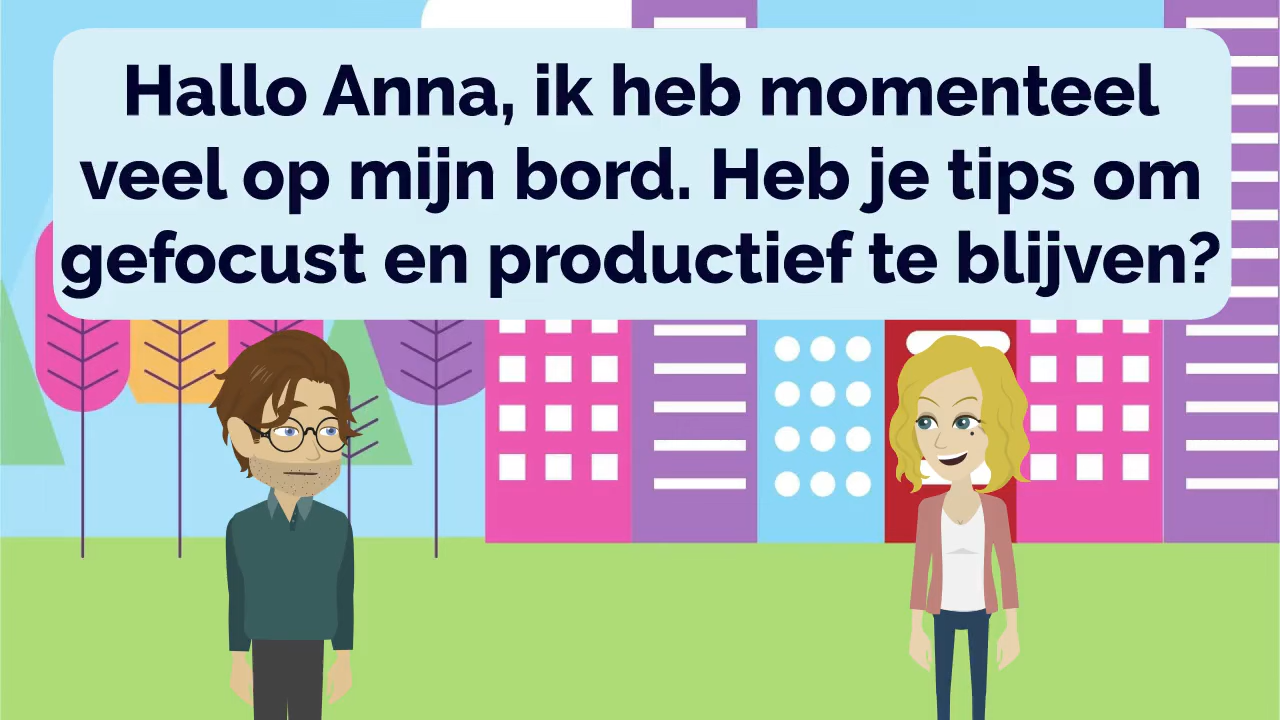 Hallo Anna, ik heb momenteel
veel op mijn bord. Heb je tips om
gefocust en productief te blijven?